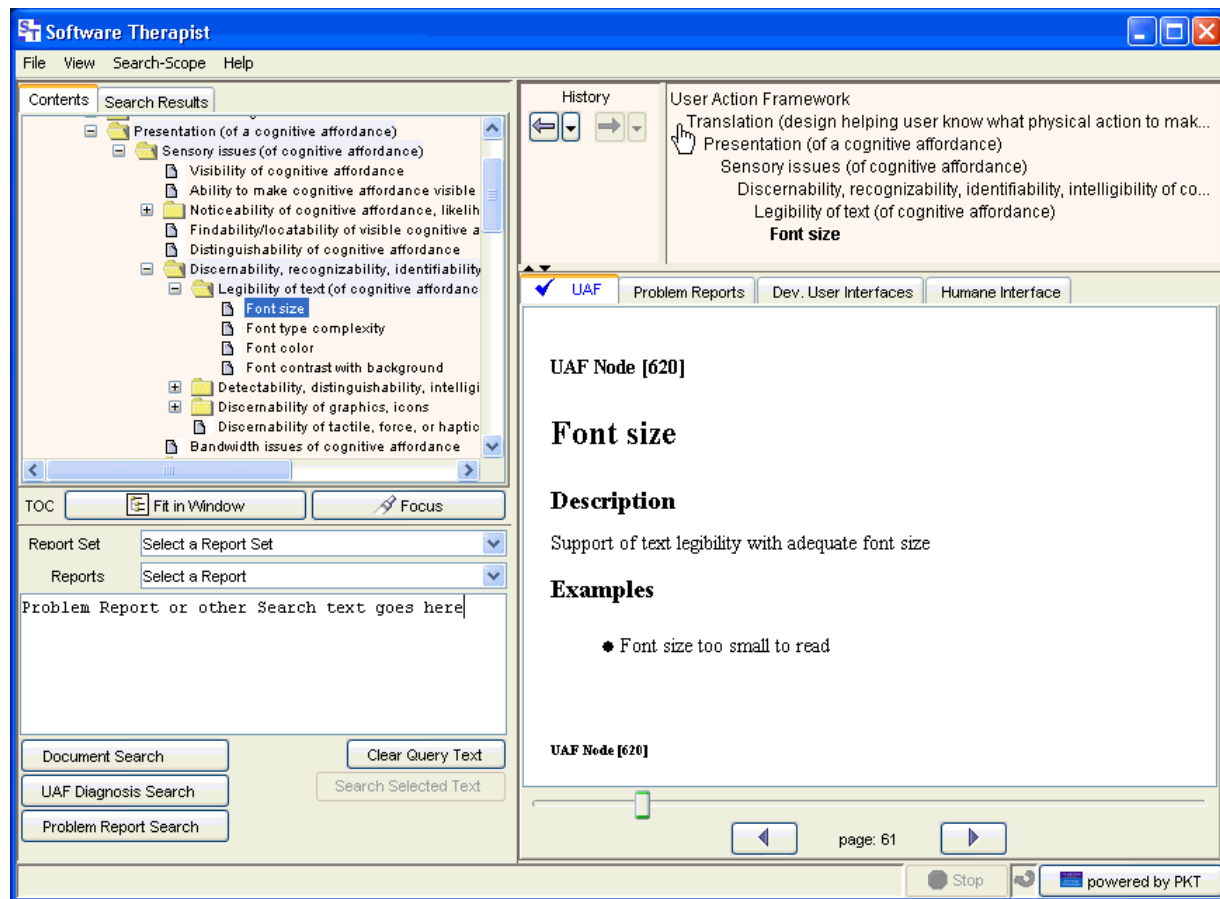 Software Therapist
File View Search-Scope Help
Contents Search Results
Presentation (of a cognitive affordance)
Sensory issues (of cognitive affordance)
Visibility of cognitive affordance
Ability to make cognitive affordance visible
Noticeability of cognitive affordance, likelih
Findability/locatability of visible cognitive a
Distinguishability of cognitive affordance
Discernability, recognizability, identifiability
Legibility of text (of cognitive affordanc
Font size
Font type complexity
Font color
Font contrast with background
Detectability, distinguishability, intelligi
Discernability of graphics, icons
Discernability of tactile, force, or haptic
Bandwidth issues of cognitive affordance
TOC Fit in Window Focus
Report Set Select a Report Set
Reports Select a Report
Problem Report or other Search text goes here
Document Search Clear Query Text
UAF Diagnosis Search Search Selected Text
Problem Report Search
History
User Action Framework
Translation (design helping user know what physical action to mak...
Presentation (of a cognitive affordance)
Sensory issues (of cognitive affordance)
Discernability, recognizability, identifiability, intelligibility of co...
Legibility of text (of cognitive affordance)
Font size
UAF Problem Reports Dev. User Interfaces Humane Interface
UAF Node [620]
Font size
Description
Support of text legibility with adequate font size
Examples
● Font size too small to read
UAF Node [620]
page: 61
Stop powered by PKT